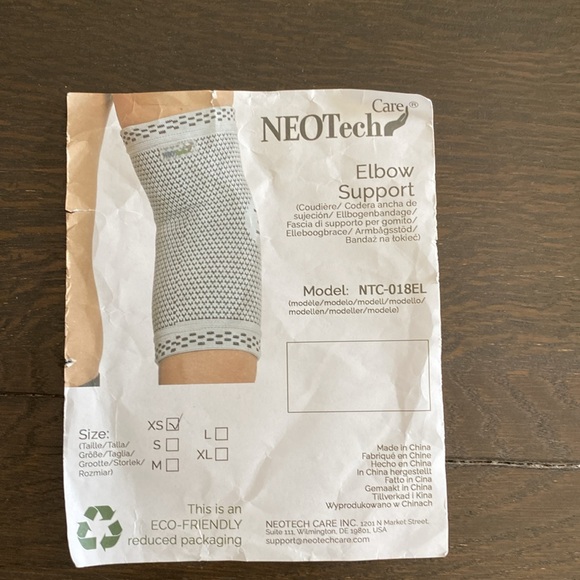 Care®
NEOTech
Elbow
Support
(Coudière/ Codera ancha de
sujeción/ Ellbogenbandage/
Fascia di supporto per gomito/
Elleboogbrace/ Armbågsstöd/
Bandaż na łokieć)
Model: NTC-018EL
(modèle/modelo/modell/modello/
modellen/modeller/modele)
Size:
(Taille/Talla/
Größe/Taglia/
Grootte/Storlek/
Rozmiar)
XS
S
M
L
XL
Made in China
Fabriqué en Chine
Hecho en China
In China hergestellt
Fatto in Cina
Gemaakt in China
Tillverkad i Kina
Wyprodukowano w Chinach
This is an
ECO-FRIENDLY
reduced packaging
NEOTECH CARE INC. 1201 N Market Street,
Suite 111, Wilmington, DE 19801, USA
support@neotechcare.com